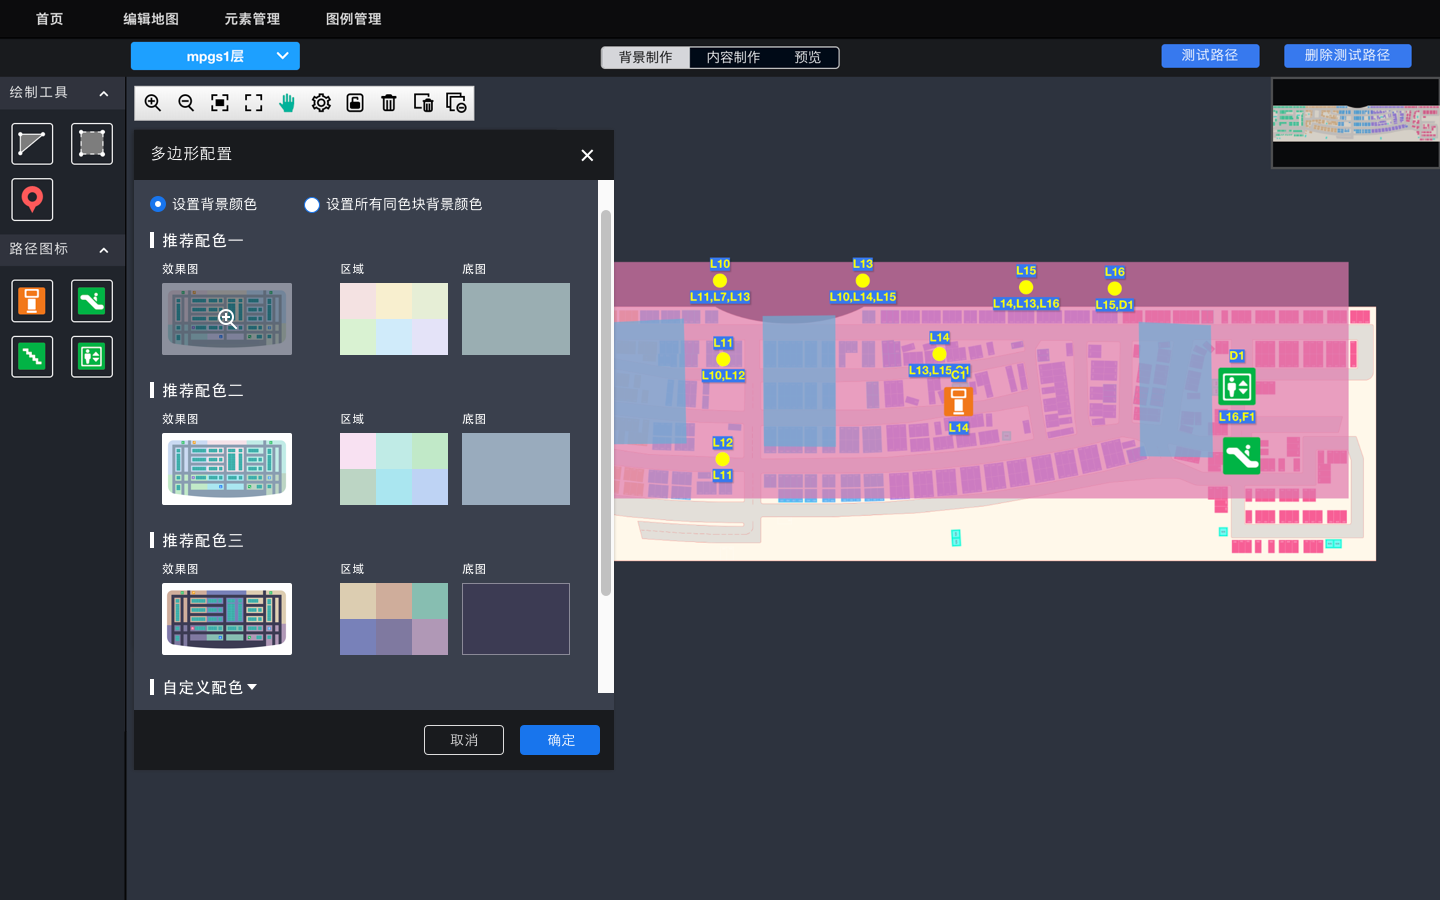 首页 编辑地图 元素管理 图例管理
mpgs1层
背景制作 内容制作 预览
测试路径 删除测试路径
绘制工具
路径图标
多边形配置
设置背景颜色 设置所有同色块背景颜色
推荐配色一
效果图 区域 底图
推荐配色二
效果图 区域 底图
推荐配色三
效果图 区域 底图
自定义配色
取消 确定
L10
L11,L7,L13
L13
L10,L14,L15
L15
L14,L13,L16
L16
L15,D1
L11
L10,L12
L14
L13,L15,C1
C1
L14
D1
L16,F1
L12
L11